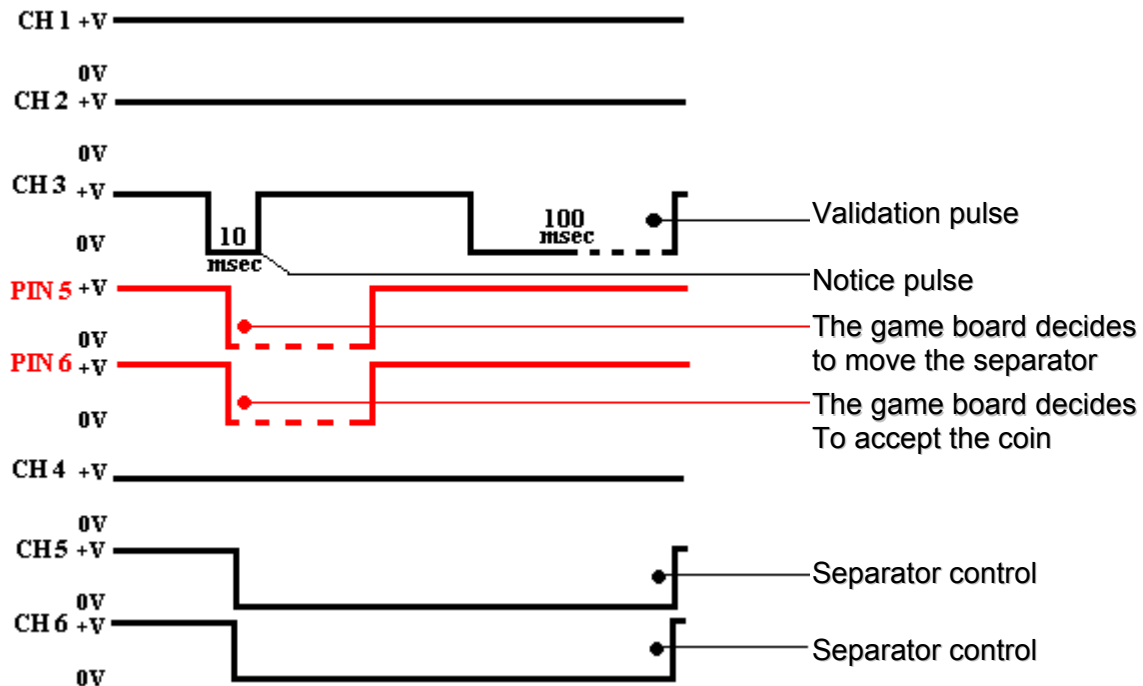 CH 1 +V
0V
CH 2 +V
0V
CH 3 +V
0V
10
msec
100
msec
Validation pulse
Notice pulse
PIN 5 +V
0V
The game board decides
to move the separator
PIN 6 +V
0V
The game board decides
To accept the coin
CH 4 +V
0V
CH 5 +V
0V
Separator control
CH 6 +V
0V
Separator control